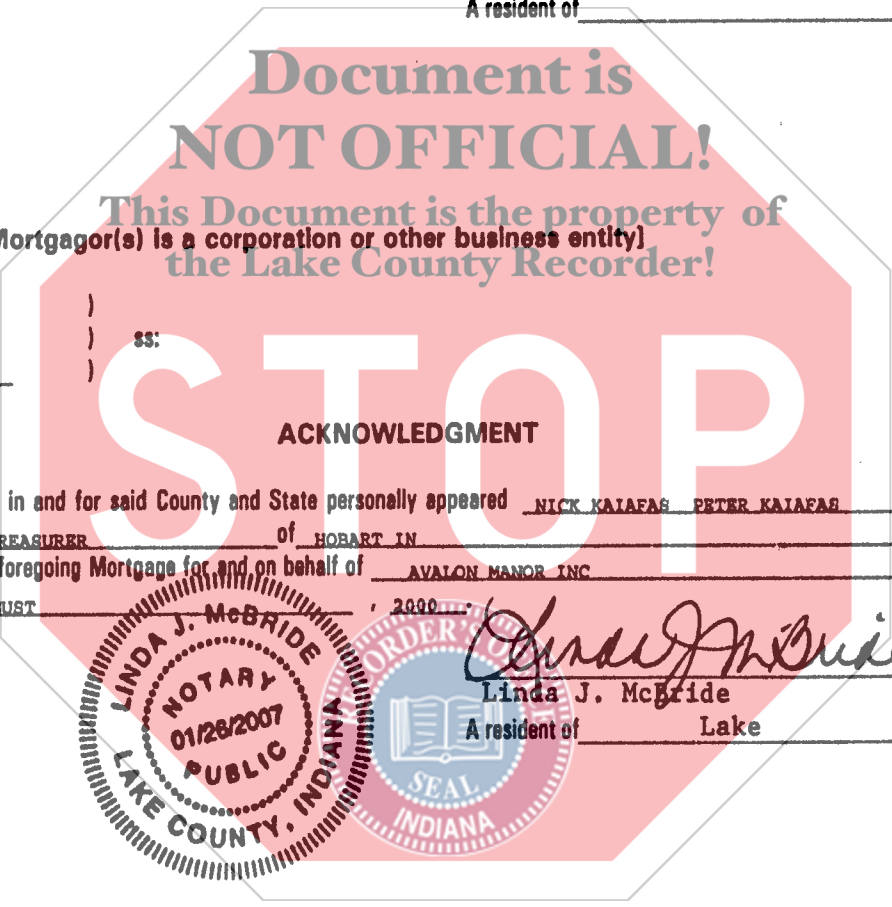 A resident of
Document is
NOT OFFICIAL!
This Document is the property of
Mortgagor(s) is a corporation or other business entity]
the Lake County Recorder!
)
) ss:
)
STOP
ACKNOWLEDGMENT
in and for said County and State personally appeared NICK KAIAFAS PETER KAIAFAS
REASURER of HOBART IN
foregoing Mortgage for and on behalf of AVALON MANOR INC
UST , 2000 .
Linda J. McBride
Linda J. McBride
A resident of Lake
LINDA J. McBRIDE
NOTARY
01/26/2007
PUBLIC
LAKE COUNTY, INDIANA
RECORDER'S OFFICE
SEAL
INDIANA